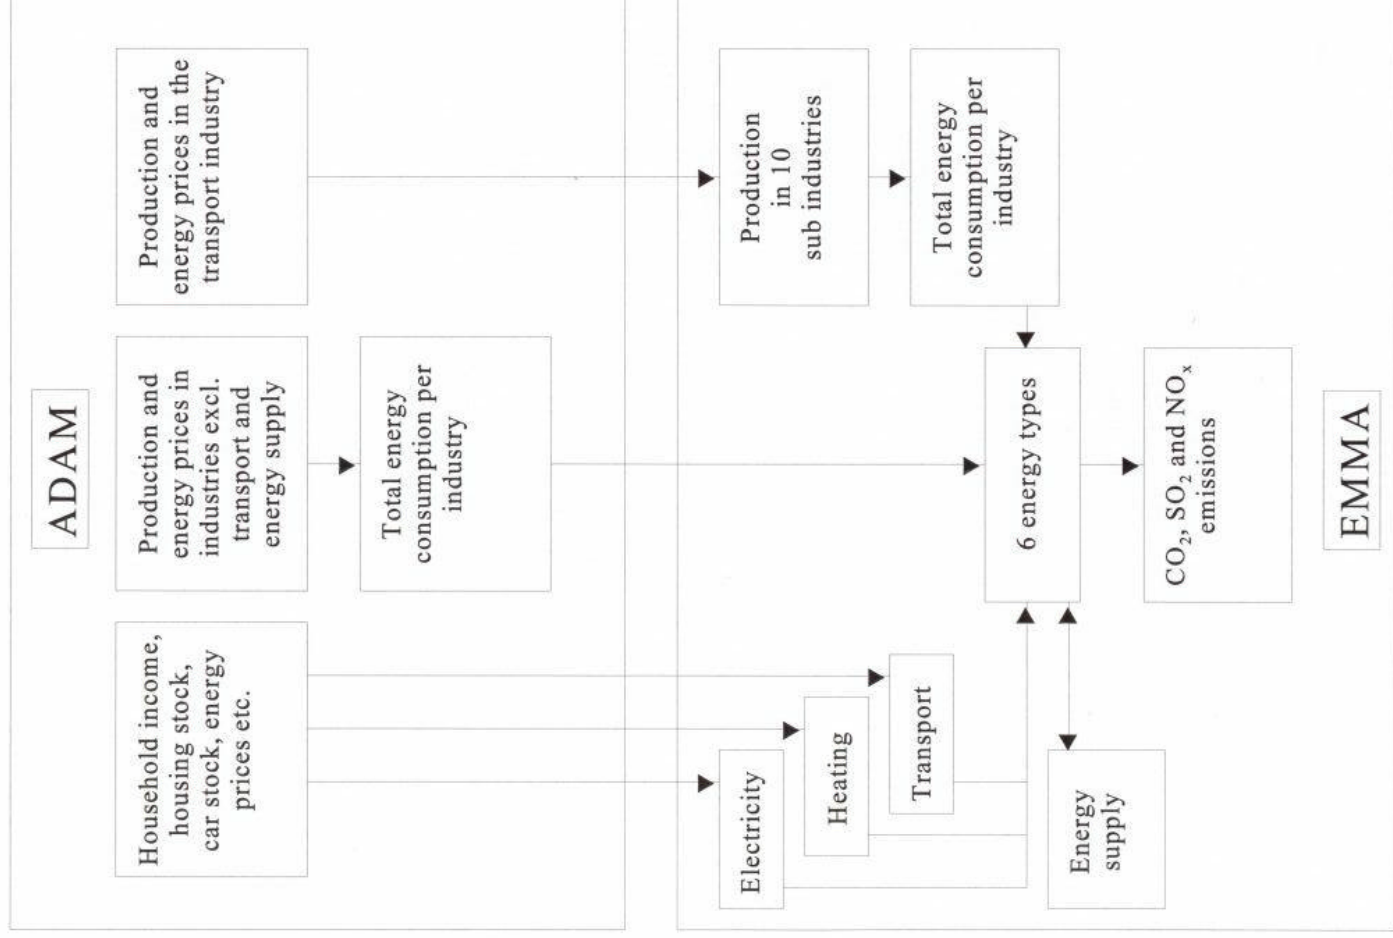 ADAM
Household income,
housing stock,
car stock, energy
prices etc.
Production and
energy prices in
industries excl.
transport and
energy supply
Production and
energy prices in the
transport industry
Total energy
consumption per
industry
Electricity
Heating
Transport
Production
in 10
sub industries
Total energy
consumption per
industry
6 energy types
Energy
supply
CO₂, SO₂ and NOₓ
emissions
EMMA